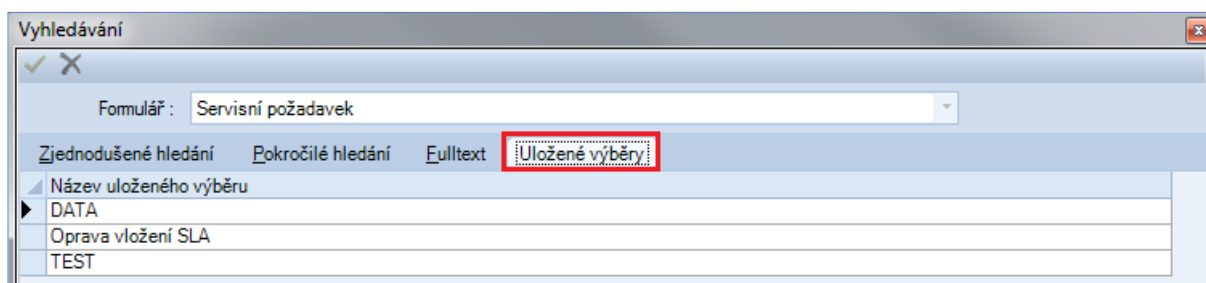 Vyhledávání
Formulář : Servisní požadavek
Zjednodušené hledání Pokročilé hledání Fulltext Uložené výběry
Název uloženého výběru
DATA
Oprava vložení SLA
TEST